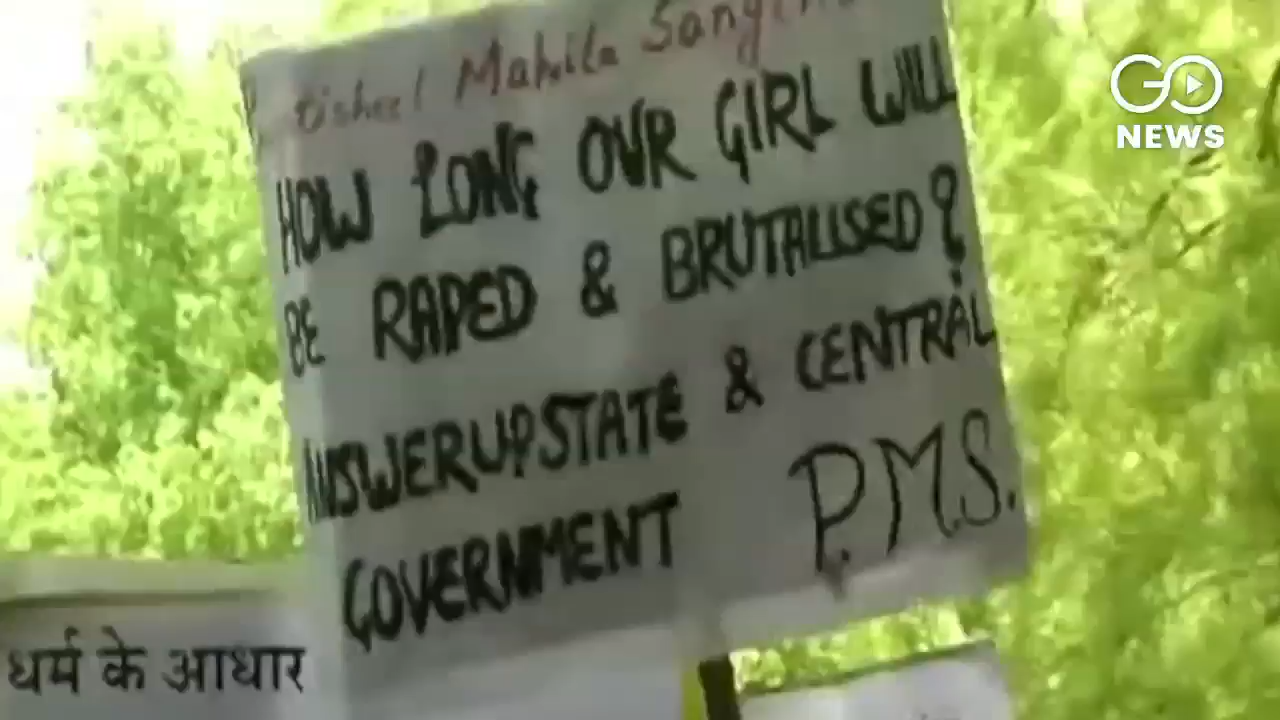 Mahila
HOW LONG OUR GIRL WILL
BE RAPED & BRUTALISED?
ANSWER UP STATE & CENTRAL
GOVERNMENT P.M.S.
धर्म के आधार
GO
NEWS